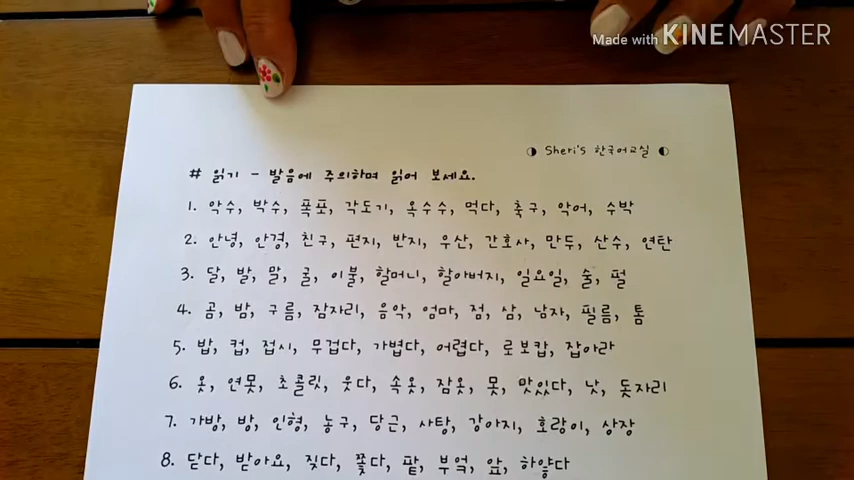 Made with KINEMASTER
◑ Sheri's 한국어교실 ◐
# 읽기 - 발음에 주의하며 읽어 보세요.
1. 악수, 박수, 폭포, 각도기, 옥수수, 먹다, 축구, 악어, 수박
2. 안녕, 안경, 친구, 편지, 반지, 우산, 간호사, 만두, 산수, 연탄
3. 달, 발, 말, 굴, 이불, 할머니, 할아버지, 일요일, 술, 펄
4. 곰, 밤, 구름, 잠자리, 음악, 엄마, 점, 삼, 남자, 필름, 톰
5. 밥, 컵, 접시, 무겁다, 가볍다, 어렵다, 로보캅, 잡아라
6. 옷, 연못, 초콜릿, 웃다, 속옷, 잠옷, 못, 맛있다, 낫, 돗자리
7. 가방, 방, 인형, 농구, 당근, 사탕, 강아지, 호랑이, 상장
8. 닫다, 받아요, 짖다, 쫓다, 팥, 부엌, 앞, 하얗다